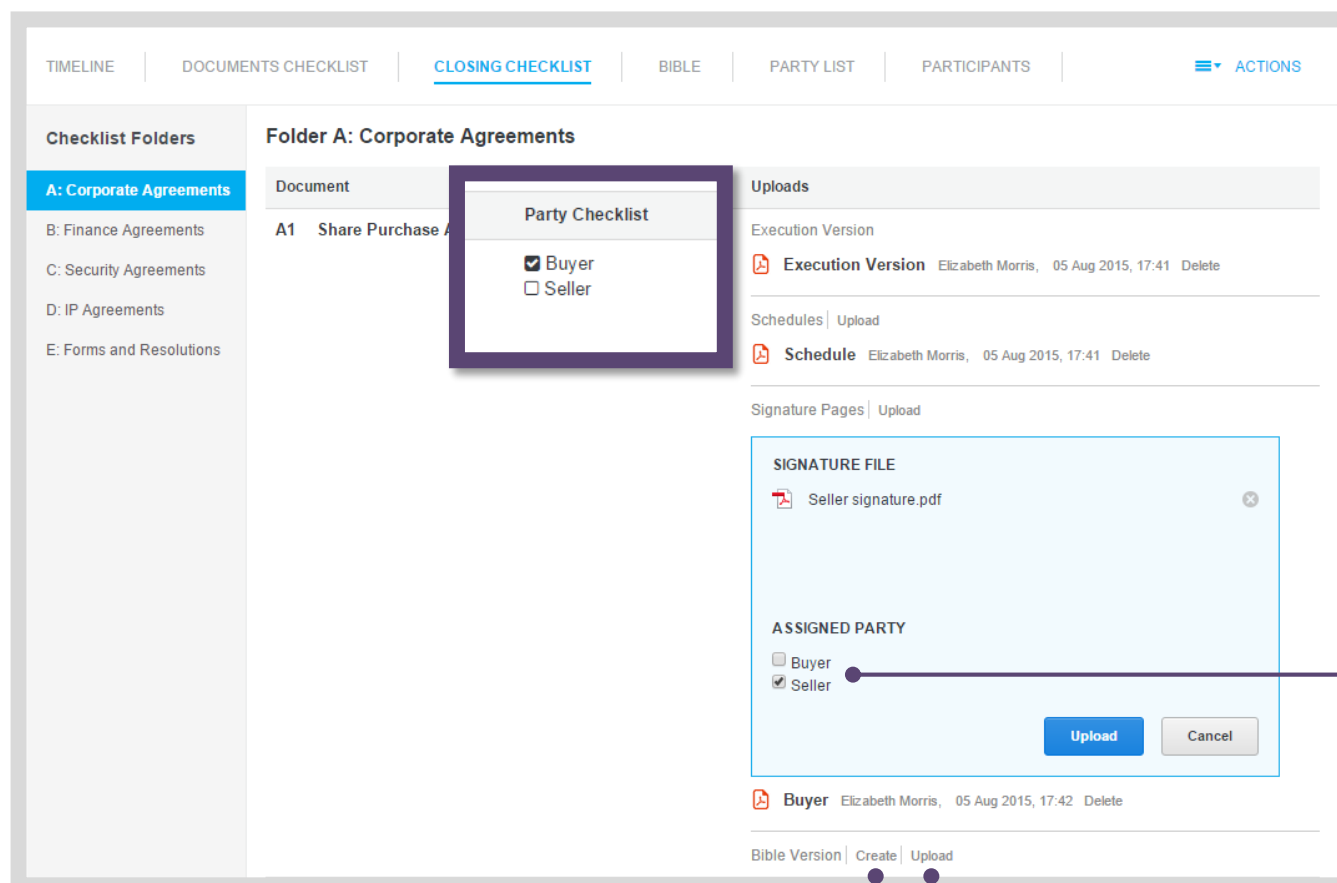 TIMELINE DOCUMENTS CHECKLIST CLOSING CHECKLIST BIBLE PARTY LIST PARTICIPANTS ACTIONS
Checklist Folders
A: Corporate Agreements
B: Finance Agreements
C: Security Agreements
D: IP Agreements
E: Forms and Resolutions
Folder A: Corporate Agreements
Document
A1 Share Purchase
Party Checklist
Buyer
Seller
Uploads
Execution Version
Execution Version Elizabeth Morris, 05 Aug 2015, 17:41 Delete
Schedules Upload
Schedule Elizabeth Morris, 05 Aug 2015, 17:41 Delete
Signature Pages Upload
SIGNATURE FILE
Seller signature.pdf
ASSIGNED PARTY
Buyer
Seller
Upload Cancel
Buyer Elizabeth Morris, 05 Aug 2015, 17:42 Delete
Bible Version Create Upload